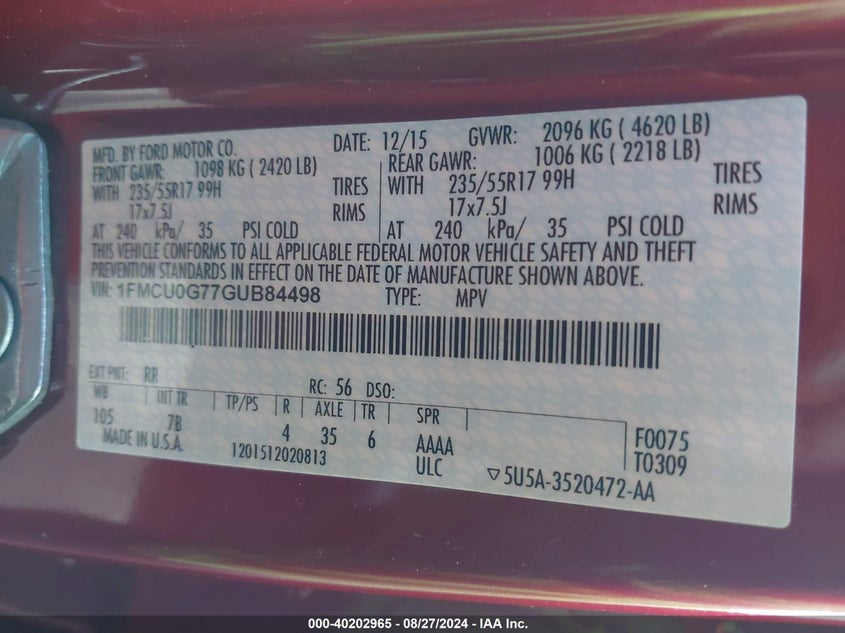 MFD. BY FORD MOTOR CO. DATE: 12/15 GVWR: 2096 KG ( 4620 LB)
FRONT GAWR: 1098 KG ( 2420 LB) REAR GAWR: 1006 KG ( 2218 LB)
WITH 235/55R17 99H TIRES WITH 235/55R17 99H TIRES
17x7.5J RIMS 17x7.5J RIMS
AT 240 kPa/ 35 PSI COLD AT 240 kPa/ 35 PSI COLD
THIS VEHICLE CONFORMS TO ALL APPLICABLE FEDERAL MOTOR VEHICLE SAFETY AND THEFT
PREVENTION STANDARDS IN EFFECT ON THE DATE OF MANUFACTURE SHOWN ABOVE.
VIN: 1FMCU0G77GUB84498 TYPE: MPV
EXT PNT: RR RC: 56 DSO:
WB INT TR TP/PS R AXLE TR SPR
105 7B 4 35 6 AAAA F0075
MADE IN U.S.A. 1201512020813 ULC T0309
5U5A-3520472-AA
000-40202965 - 08/27/2024 - IAA Inc.